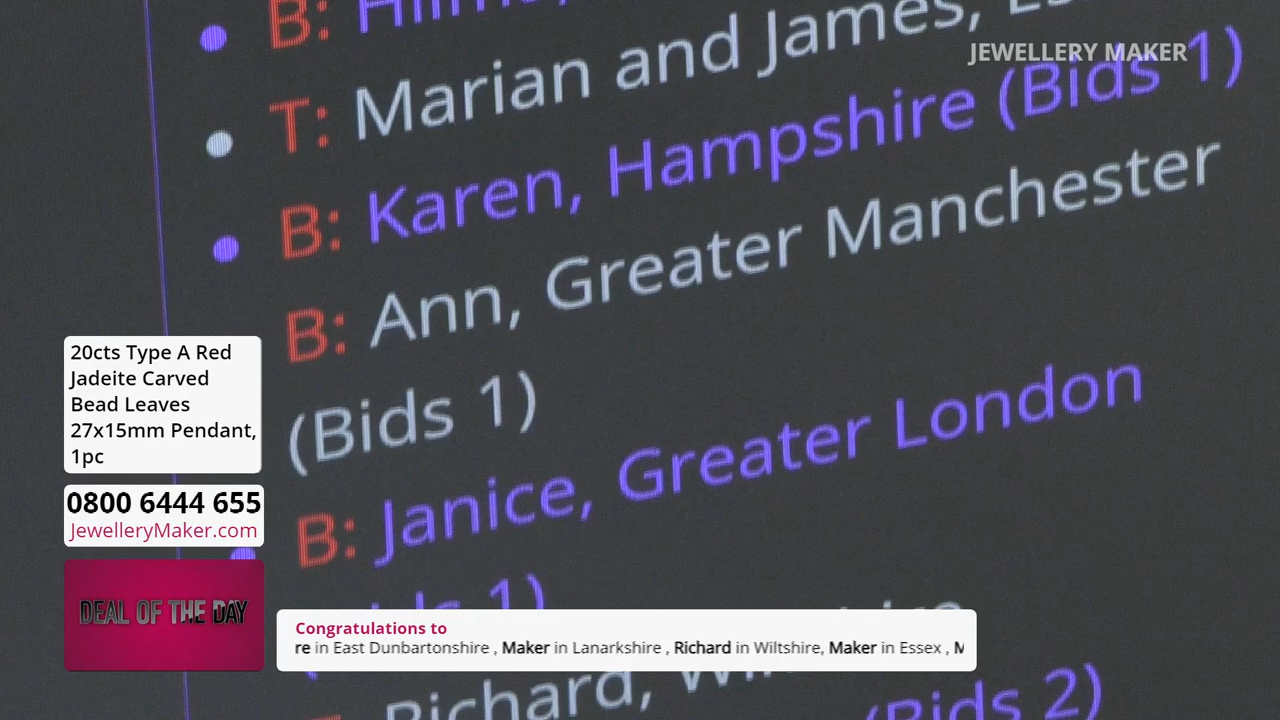 B:
T: Marian and James,
JEWELLERY MAKER
B: Karen, Hampshire (Bids 1)
B: Ann, Greater Manchester
(Bids 1)
B: Janice, Greater London
1)
Richard,
(Bids 2)
20cts Type A Red
Jadeite Carved
Bead Leaves
27x15mm Pendant,
1pc
0800 6444 655
JewelleryMaker.com
DEAL OF THE DAY
Congratulations to
re in East Dunbartonshire , Maker in Lanarkshire , Richard in Wiltshire, Maker in Essex , M